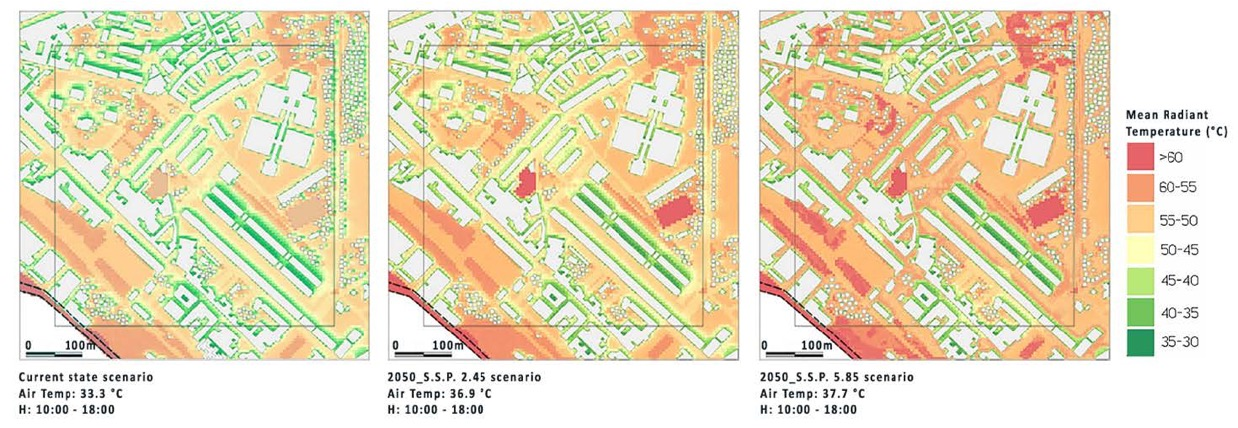 Mean Radiant
Temperature (°C)
>60
60-55
55-50
50-45
45-40
40-35
35-30
0 100m
0 100m
0 100m
Current state scenario
Air Temp: 33.3 °C
H: 10:00 - 18:00
2050_S.S.P. 2.45 scenario
Air Temp: 36.9 °C
H: 10:00 - 18:00
2050_S.S.P. 5.85 scenario
Air Temp: 37.7 °C
H: 10:00 - 18:00